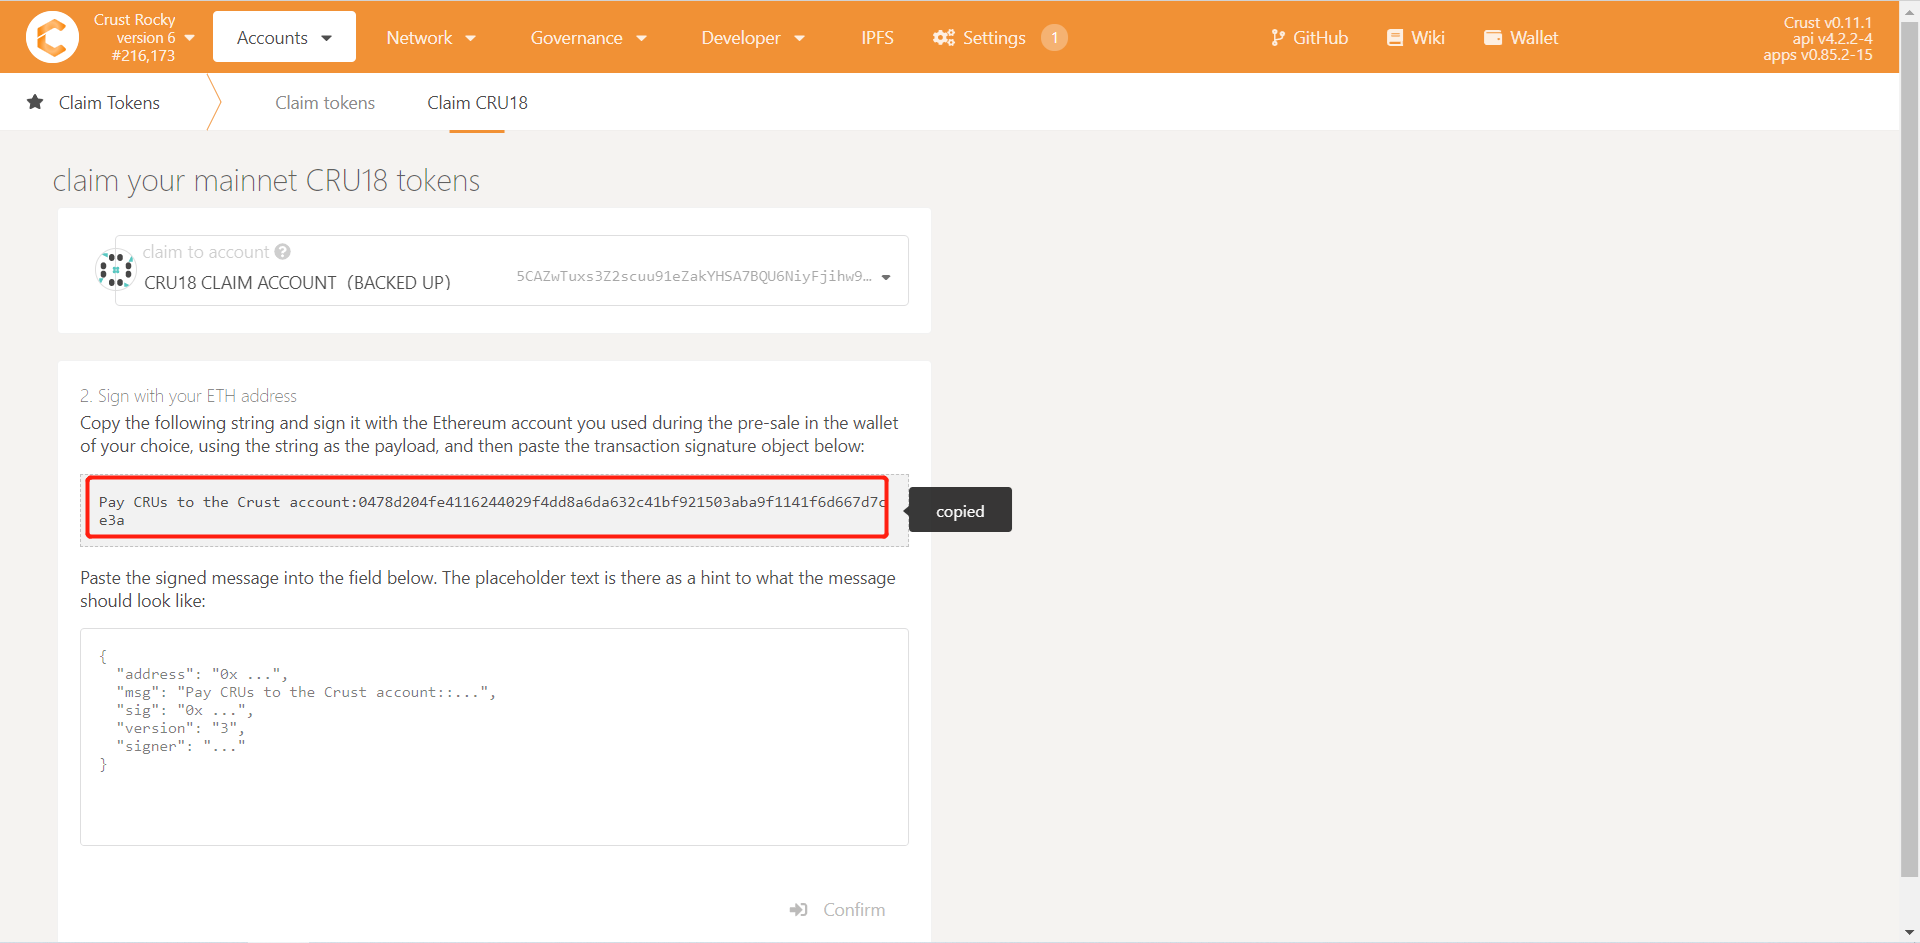 Crust Rocky
version 6
#216,173
Accounts
Network
Governance
Developer
IPFS
Settings
1
GitHub
Wiki
Wallet
Crust v0.11.1
api v4.2.2-4
apps v0.85.2-15
Claim Tokens
Claim tokens
Claim CRU18
claim your mainnet CRU18 tokens
claim to account
CRU18 CLAIM ACCOUNT（BACKED UP）
5CAZwTuxs3Z2scuu91eZakYHSA7BQU6NiyFjihw9…
2. Sign with your ETH address
Copy the following string and sign it with the Ethereum account you used during the pre-sale in the wallet
of your choice, using the string as the payload, and then paste the transaction signature object below:
Pay CRUs to the Crust account:0478d204fe4116244029f4dd8a6da632c41bf921503aba9f1141f6d667d7c
e3a
copied
Paste the signed message into the field below. The placeholder text is there as a hint to what the message
should look like:
{
"address": "0x ...",
"msg": "Pay CRUs to the Crust account::...",
"sig": "0x ...",
"version": "3",
"signer": "..."
}
Confirm